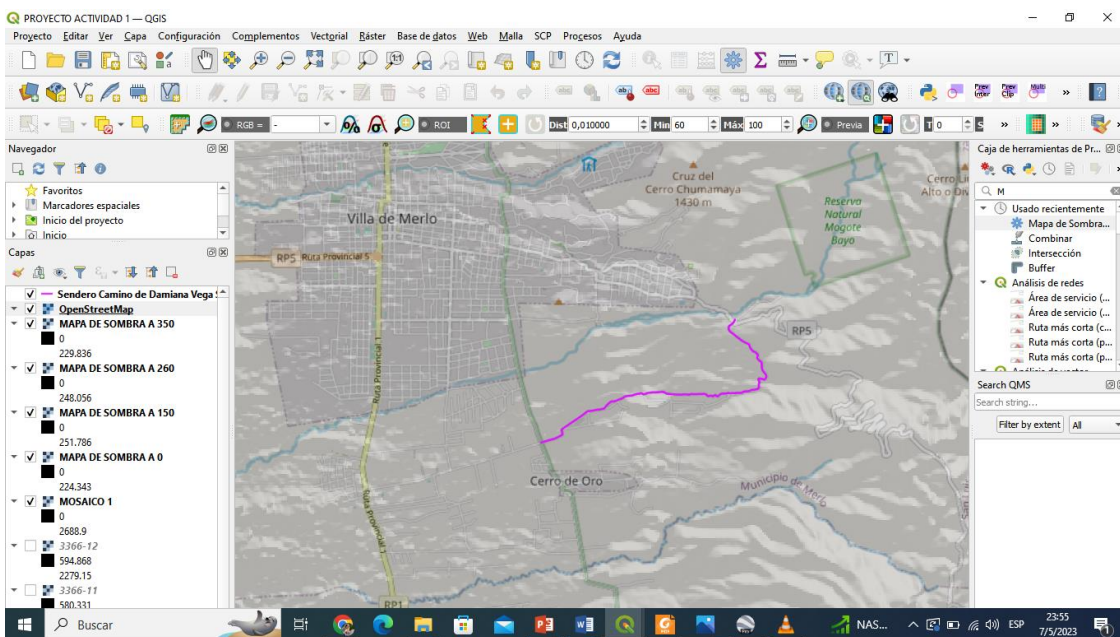 PROYECTO ACTIVIDAD 1 — QGIS
Proyecto Editar Ver Capa Configuración Complementos Vectorial Ráster Base de datos Web Malla SCP Procesos Ayuda
RGB = - ROI Dist 0,010000 Min 60 Máx 100 Previa T 0 S
Navegador
Favoritos
Marcadores espaciales
Inicio del proyecto
Inicio
Capas
Sendero Camino de Damiana Vega
OpenStreetMap
MAPA DE SOMBRA A 350
0
229.836
MAPA DE SOMBRA A 260
0
248.056
MAPA DE SOMBRA A 150
0
251.786
MAPA DE SOMBRA A 0
0
224.343
MOSAICO 1
0
2688.9
3366-12
594.868
2279.15
3366-11
580.331
Villa de Merlo
RP5 Ruta Provincial 5
Ruta Provincial 1
Cruz del
Cerro Chumamaya
1430 m
Reserva
Natural
Mogote
Bayo
Alto o
RP5
Cerro de Oro
Municipio de Merlo
Ruta Provincial 1
RP1
San Lu
Caja de herramientas de Pr...
M
Usado recientemente
Mapa de Sombra...
Combinar
Intersección
Buffer
Análisis de redes
Área de servicio (...
Área de servicio (...
Ruta más corta (c...
Ruta más corta (p...
Ruta más corta (p...
Search QMS
Search string...
Filter by extent All
Buscar
NAS...
ESP
23:55
7/5/2023